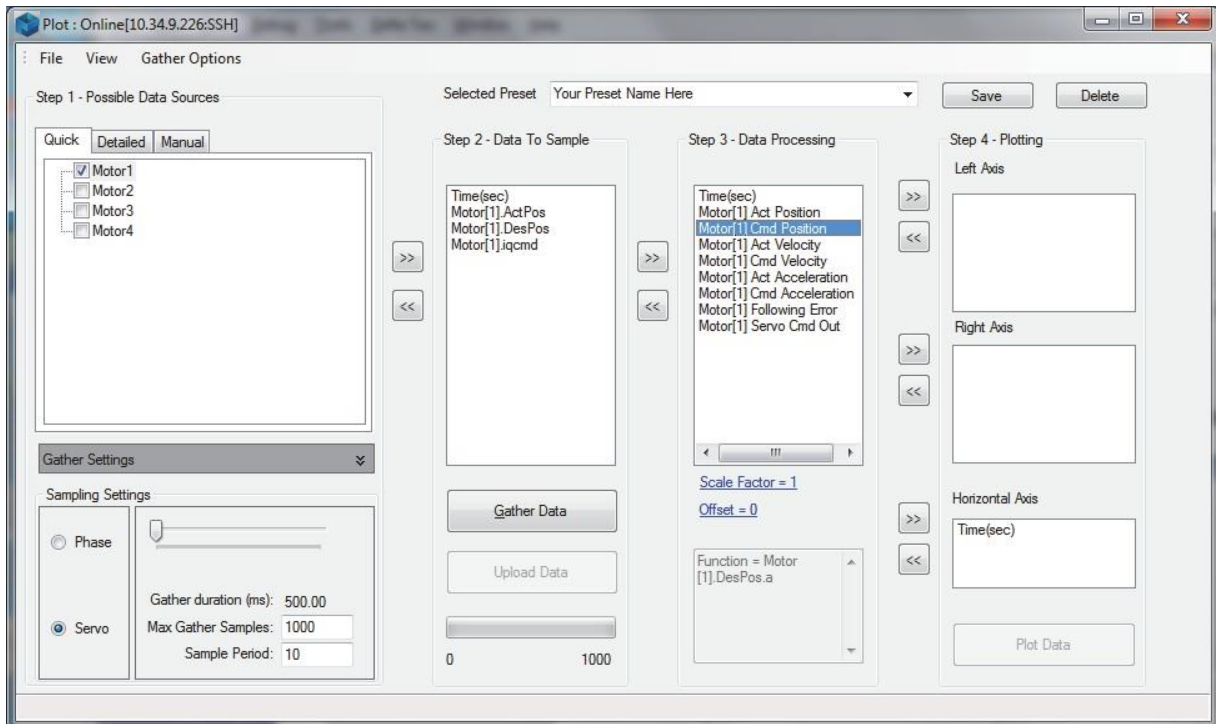 Plot : Online[10.34.9.226:SSH]
File View Gather Options
Step 1 - Possible Data Sources
Quick Detailed Manual
Motor1
Motor2
Motor3
Motor4
Gather Settings
Sampling Settings
Phase
Servo
Gather duration (ms): 500.00
Max Gather Samples: 1000
Sample Period: 10
Selected Preset Your Preset Name Here
Save Delete
Step 2 - Data To Sample
Time(sec)
Motor[1].ActPos
Motor[1].DesPos
Motor[1].iqcmd
>>
<<
Gather Data
Upload Data
0 1000
>>
<<
Step 3 - Data Processing
Time(sec)
Motor[1] Act Position
Motor[1] Cmd Position
Motor[1] Act Velocity
Motor[1] Cmd Velocity
Motor[1] Act Acceleration
Motor[1] Cmd Acceleration
Motor[1] Following Error
Motor[1] Servo Cmd Out
Scale Factor = 1
Offset = 0
Function = Motor
[1].DesPos.a
Step 4 - Plotting
Left Axis
>>
<<
Right Axis
>>
<<
Horizontal Axis
>>
<<
Time(sec)
Plot Data